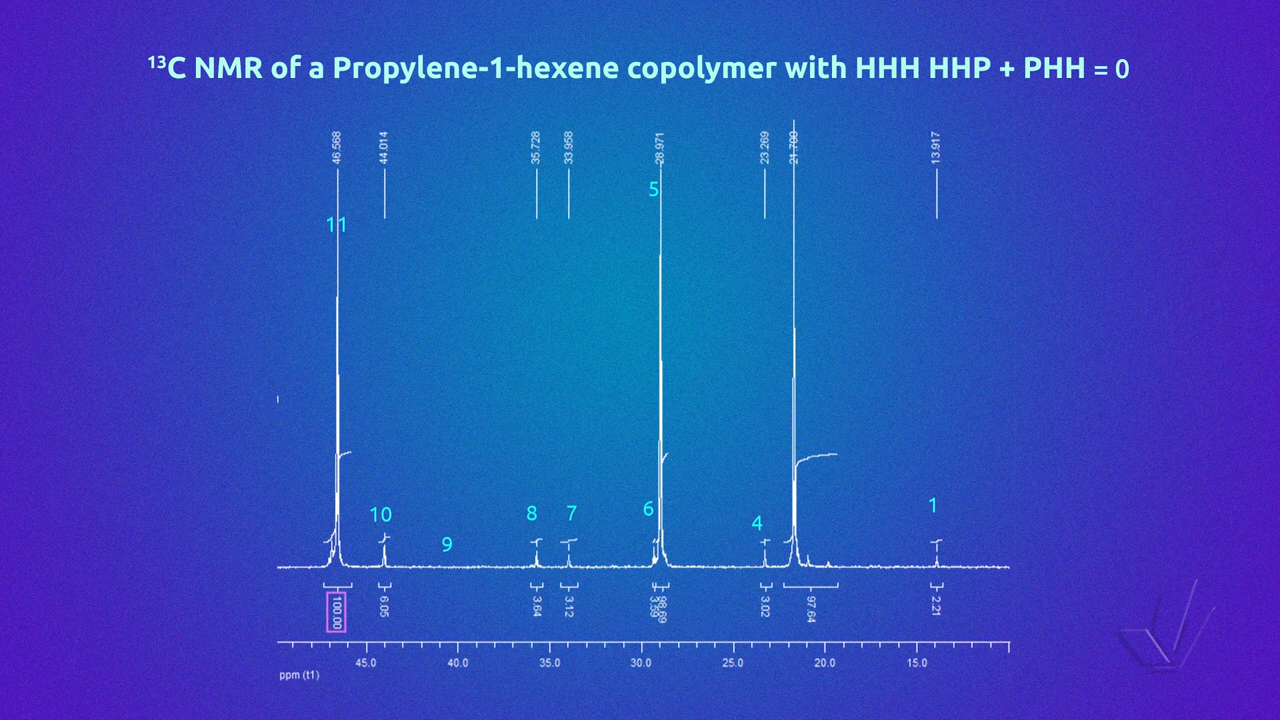 ¹³C NMR of a Propylene-1-hexene copolymer with HHH HHP + PHH = 0
46.568 44.014 35.728 33.958 28.971 23.269 21.700 13.917
5
11
10 9 8 7 6 4 1
100.00 6.05 3.64 3.12 98.69 3.02 97.64 2.21
45.0 40.0 35.0 30.0 25.0 20.0 15.0
ppm (t1)